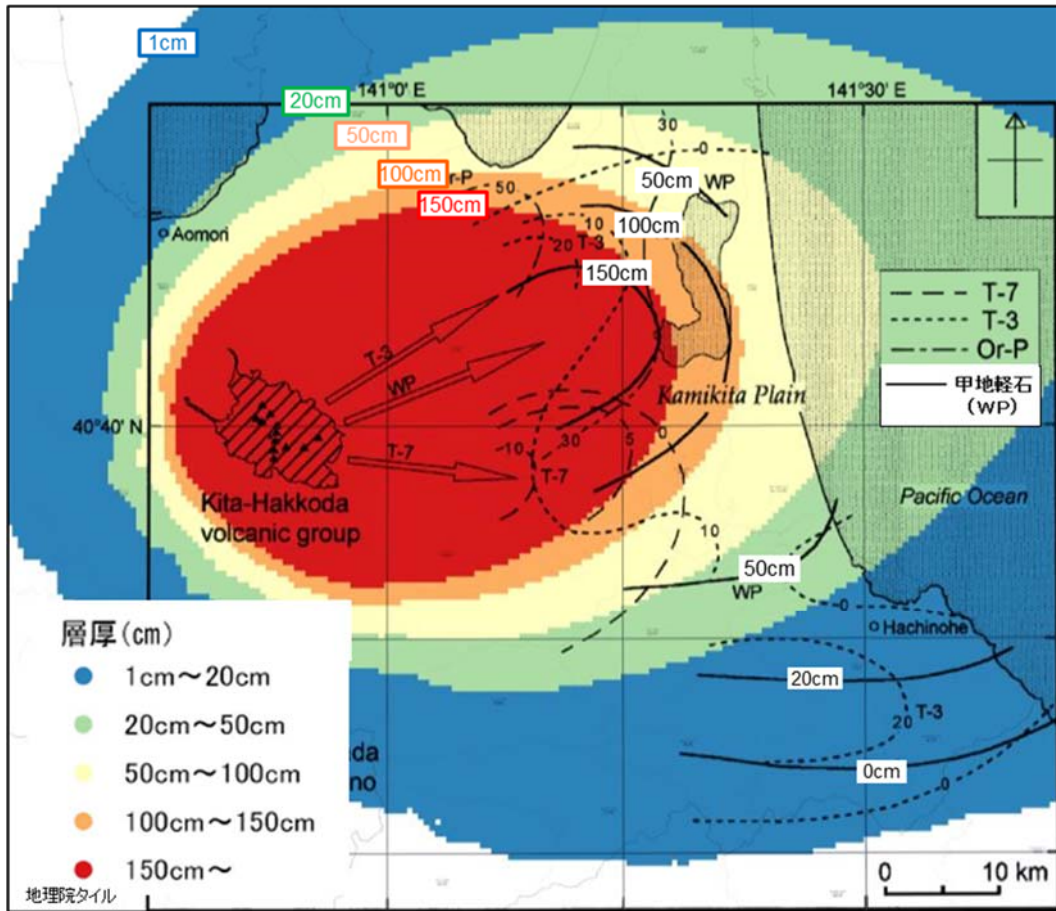 1cm
20cm
141°0' E
141°30' E
50cm
100cm
or-P
150cm
50
30
0
50cm
WP
Aomori
10
100cm
20
T-3
150cm
T-7
T-3
Or-P
甲地軽石
(WP)
T-3
WP
Kamikita Plain
40°40' N
10
30
5
0
T-7
T-7
Kita-Hakkoda
volcanic group
Pacific Ocean
10
50cm
WP
0
Hachinohe
層厚(cm)
1cm～20cm
20cm～50cm
50cm～100cm
100cm～150cm
150cm～
地理院タイル
20cm
20
T-3
0cm
0
da
no
0 10 km